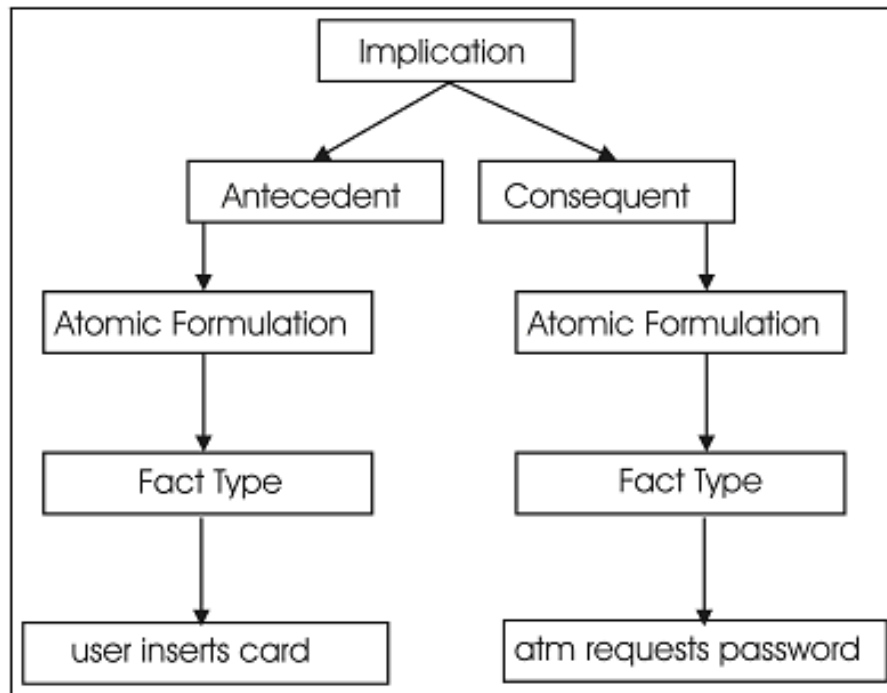 Implication
Antecedent
Consequent
Atomic Formulation
Atomic Formulation
Fact Type
Fact Type
user inserts card
atm requests password